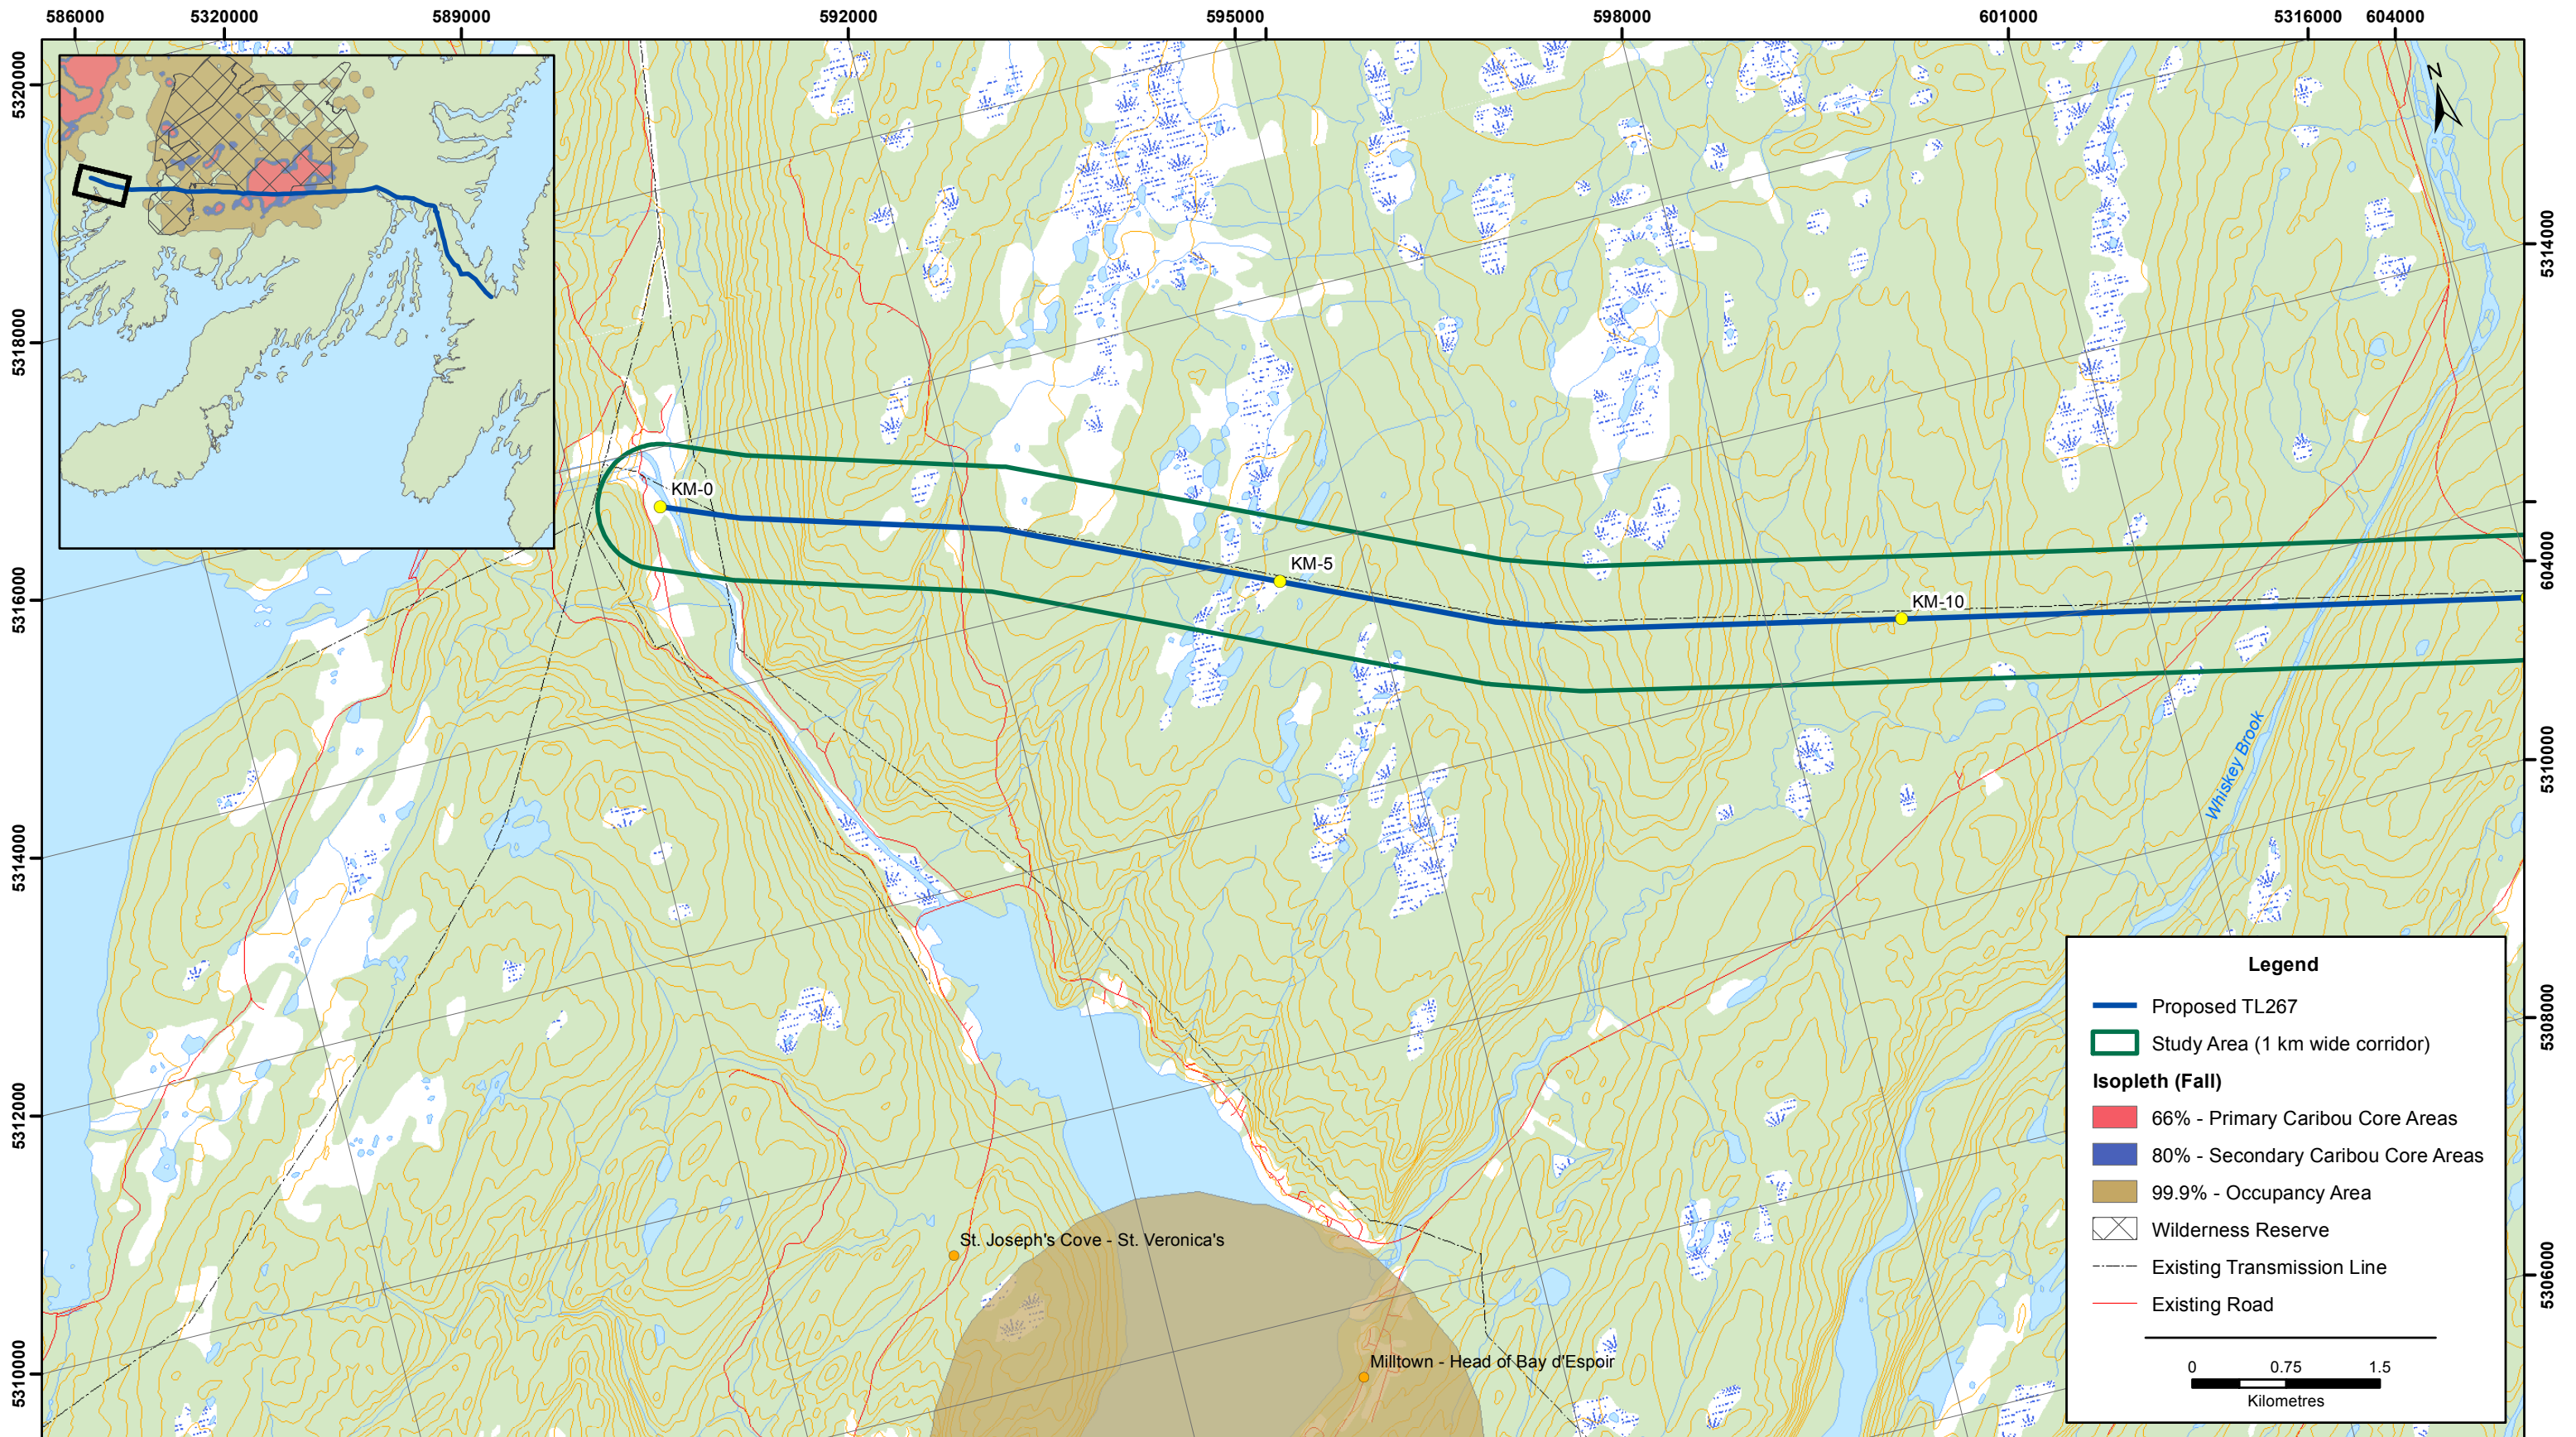 586000 5320000 589000 592000 595000 598000 601000 5316000 604000
5320000
5318000
5316000
5314000
5312000
5310000
N
5314000
604000
5310000
5308000
5306000
KM-0
KM-5
KM-10
Whiskey Brook
St. Joseph's Cove - St. Veronica's
Milltown - Head of Bay d'Espoir
Legend
Proposed TL267
Study Area (1 km wide corridor)
Isopleth (Fall)
66% - Primary Caribou Core Areas
80% - Secondary Caribou Core Areas
99.9% - Occupancy Area
Wilderness Reserve
Existing Transmission Line
Existing Road
0 0.75 1.5
Kilometres